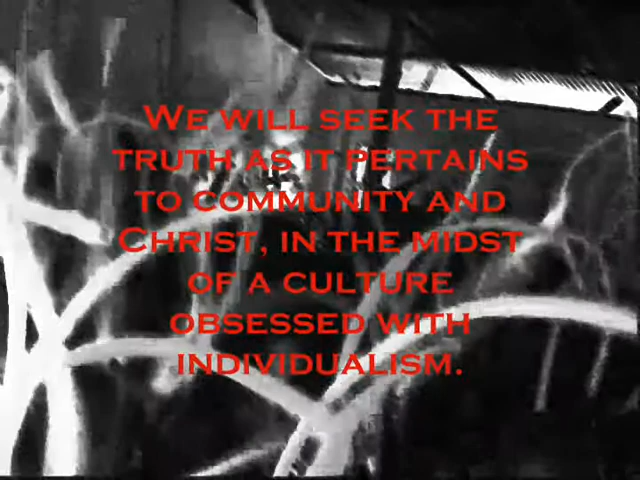 We will seek the
truth as it pertains
to community and
Christ, in the midst
of a culture
obsessed with
individualism.